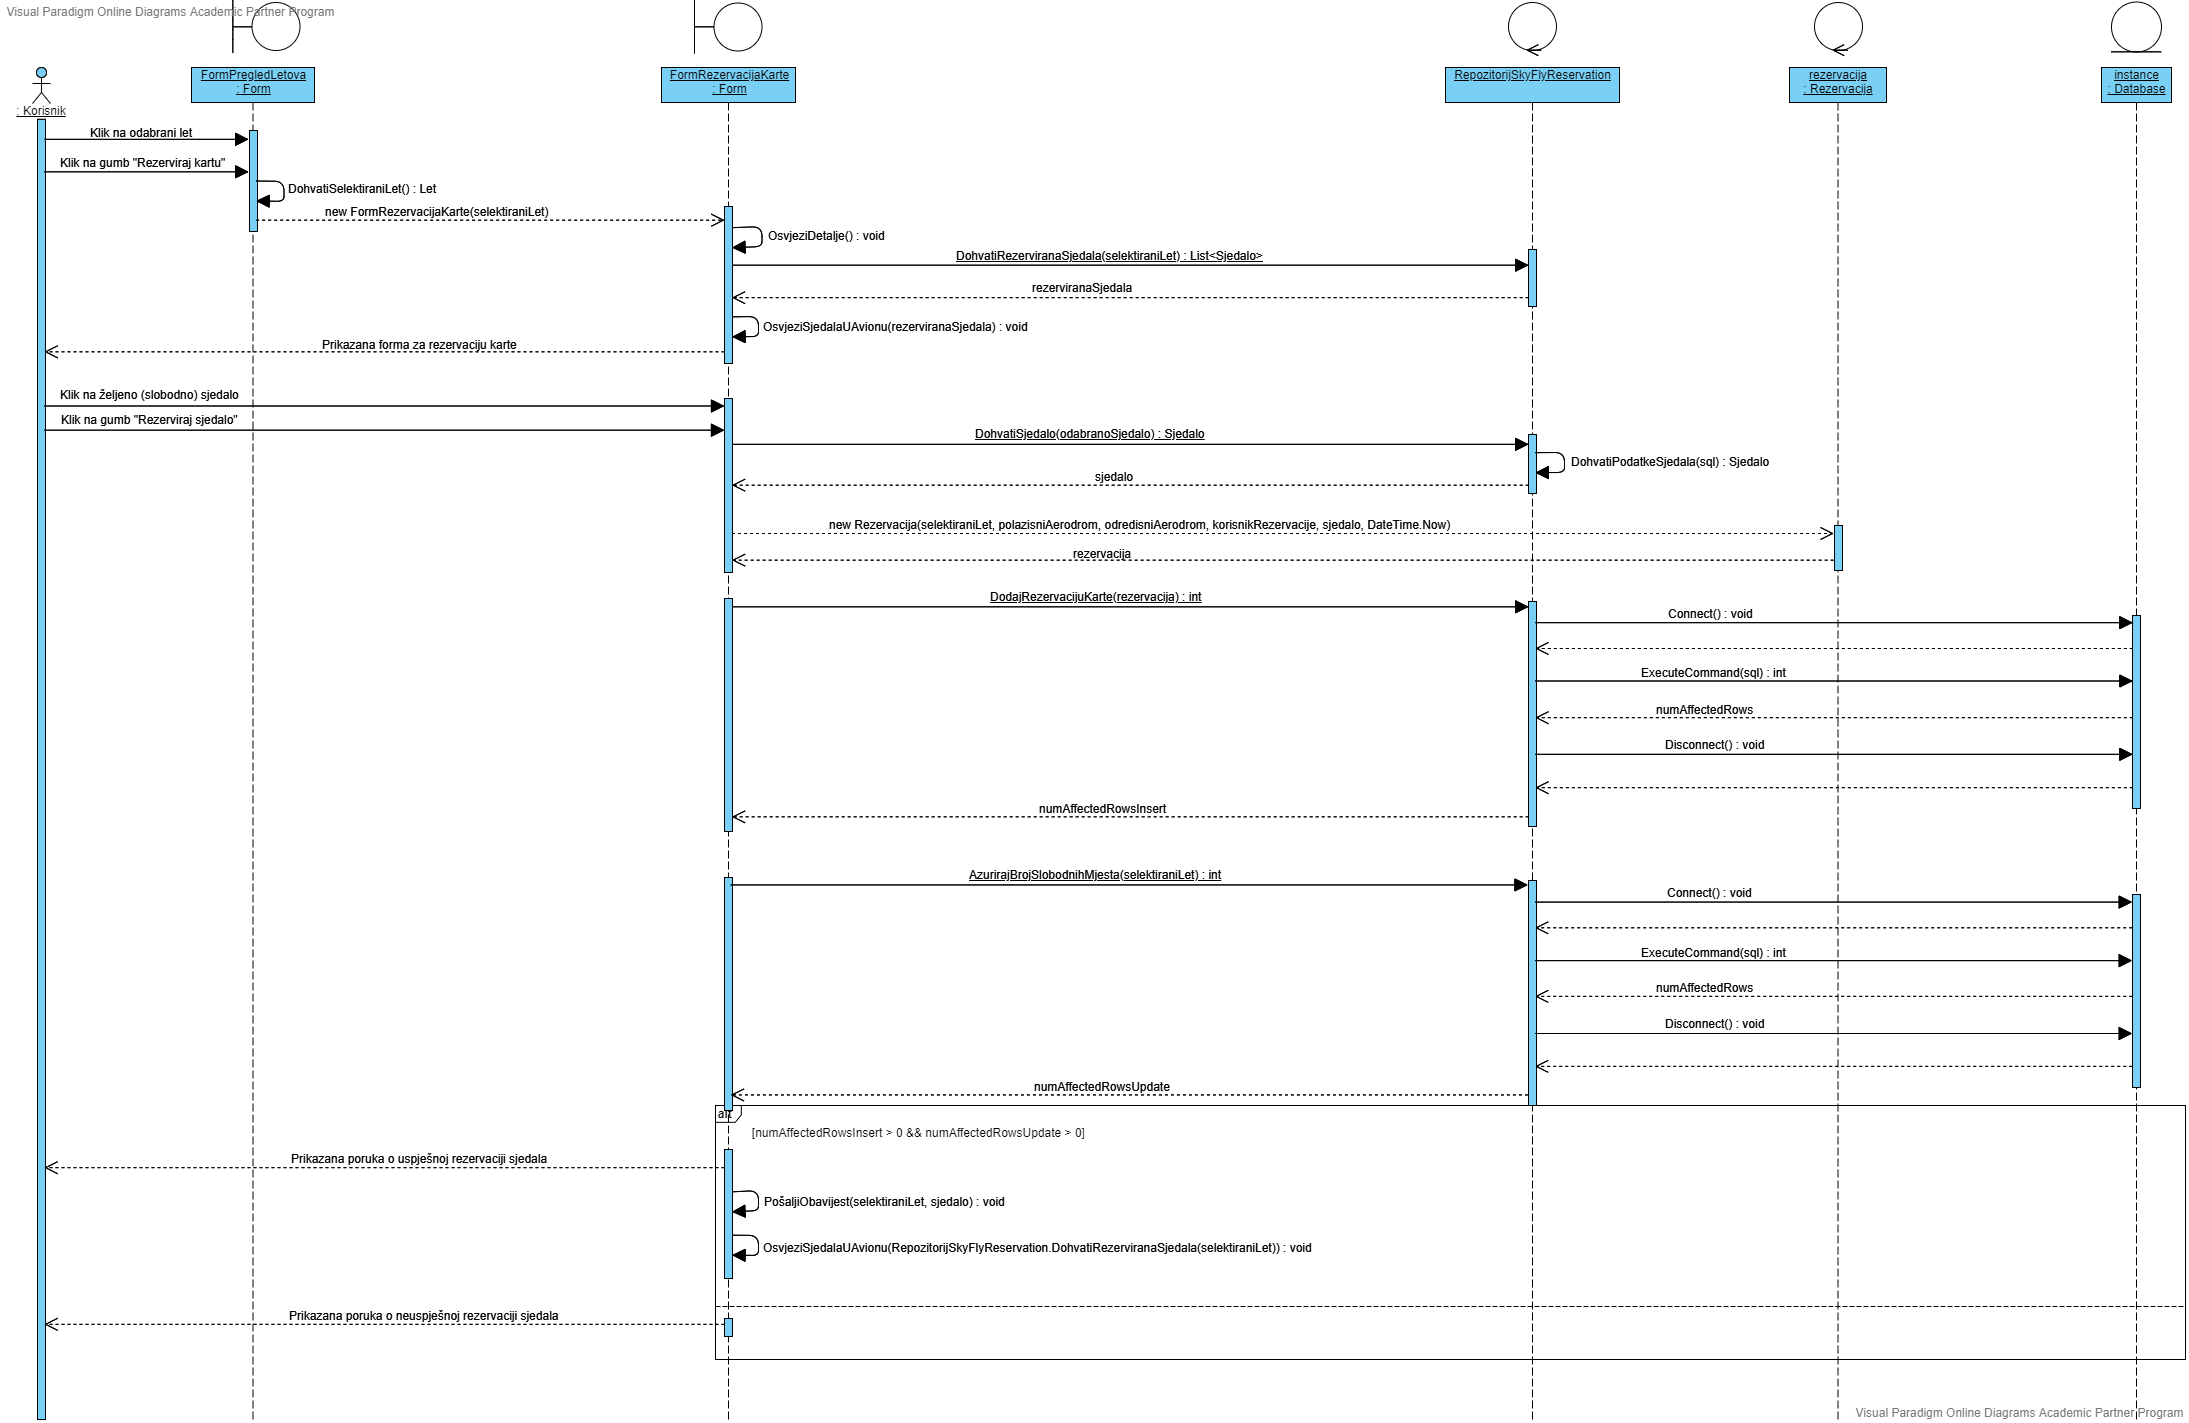 Visual Paradigm Online Diagrams Academic Partner Program
: Korisnik
FormPregledLetova
: Form
FormRezervacijaKarte
: Form
RepozitorijSkyFlyReservation
rezervacija
: Rezervacija
instance
: Database
Klik na odabrani let
Klik na gumb "Rezerviraj kartu"
DohvatiSelektiraniLet() : Let
new FormRezervacijaKarte(selektiraniLet)
OsvjeziDetalje() : void
DohvatiRezerviranaSjedala(selektiraniLet) : List<Sjedalo>
rezerviranaSjedala
OsvjeziSjedalaUAvionu(rezerviranaSjedala) : void
Prikazana forma za rezervaciju karte
Klik na željeno (slobodno) sjedalo
Klik na gumb "Rezerviraj sjedalo"
DohvatiSjedalo(odabranoSjedalo) : Sjedalo
DohvatiPodatkeSjedala(sql) : Sjedalo
sjedalo
new Rezervacija(selektiraniLet, polazisniAerodrom, odredisniAerodrom, korisnikRezervacije, sjedalo, DateTime.Now)
rezervacija
DodajRezervacijuKarte(rezervacija) : int
Connect() : void
ExecuteCommand(sql) : int
numAffectedRows
Disconnect() : void
numAffectedRowsInsert
AzurirajBrojSlobodnihMjesta(selektiraniLet) : int
Connect() : void
ExecuteCommand(sql) : int
numAffectedRows
Disconnect() : void
numAffectedRowsUpdate
alt
[numAffectedRowsInsert > 0 && numAffectedRowsUpdate > 0]
Prikazana poruka o uspješnoj rezervaciji sjedala
PošaljiObavijest(selektiraniLet, sjedalo) : void
OsvjeziSjedalaUAvionu(RepozitorijSkyFlyReservation.DohvatiRezerviranaSjedala(selektiraniLet)) : void
Prikazana poruka o neuspješnoj rezervaciji sjedala
Visual Paradigm Online Diagrams Academic Partner Program